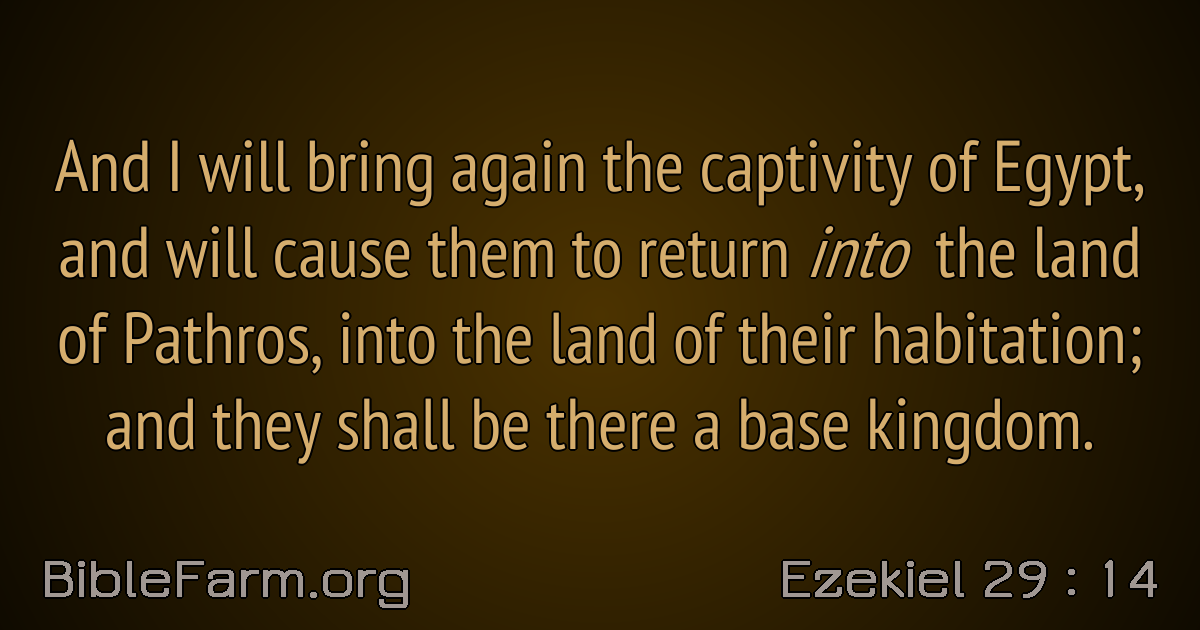 And I will bring again the captivity of Egypt,
and will cause them to return into the land
of Pathros, into the land of their habitation;
and they shall be there a base kingdom.
BibleFarm.org
Ezekiel 29 : 14